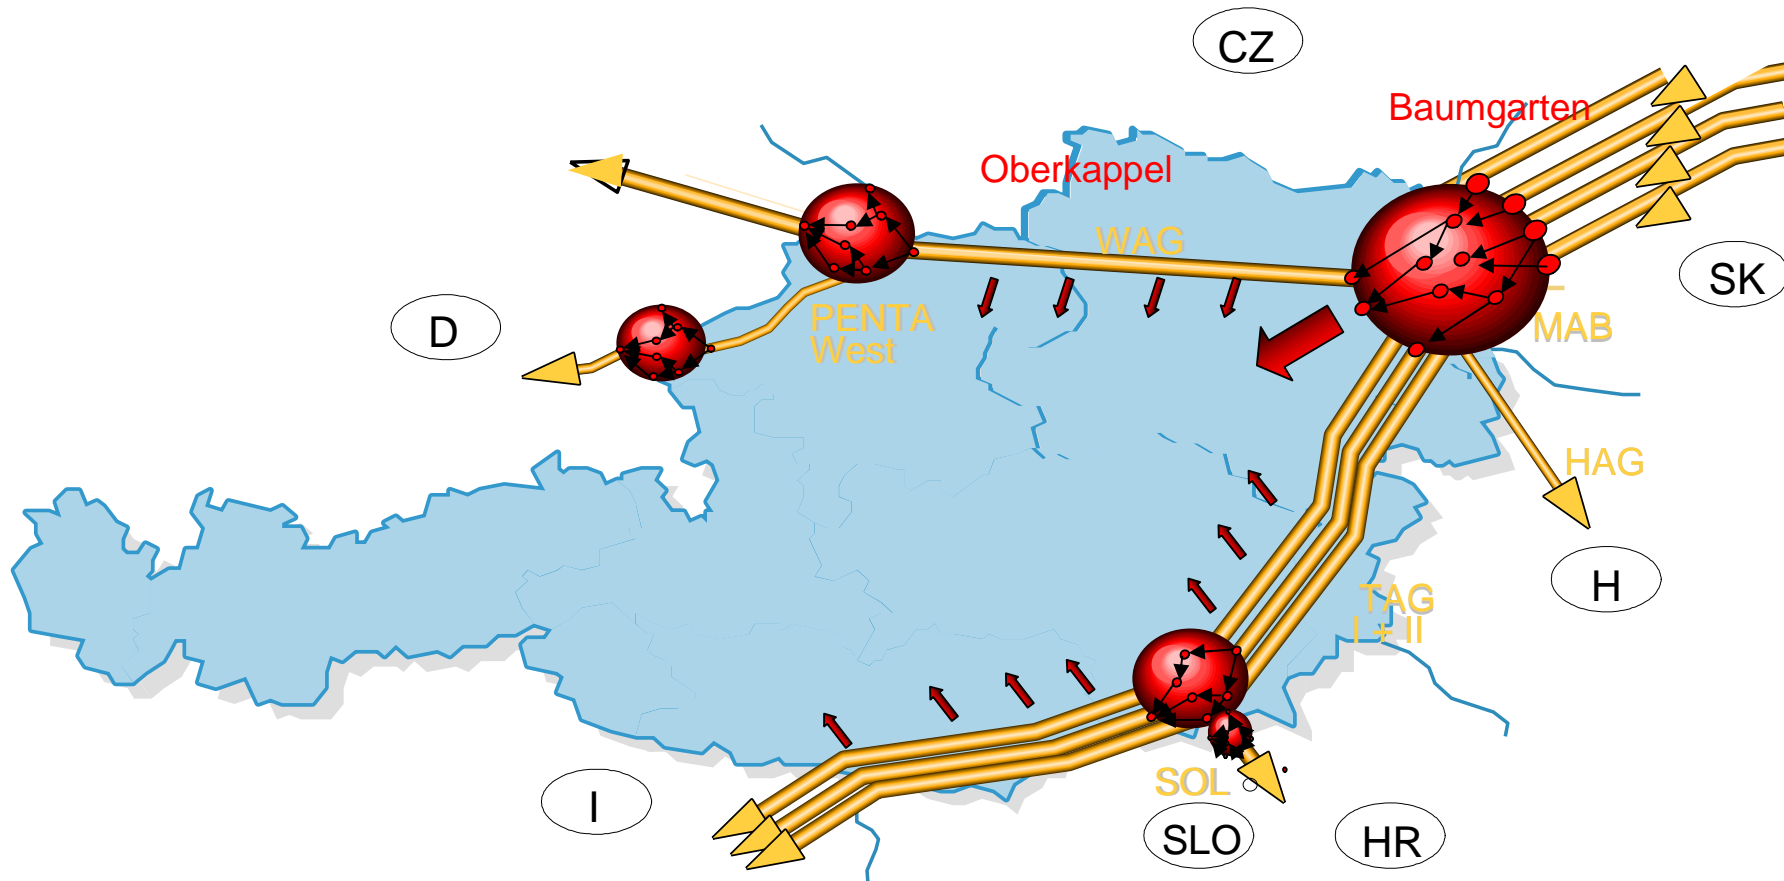 CZ
Baumgarten
Oberkappel
WAG
SK
D
PENTA
West
MAB
HAG
H
TAG
I + II
SOL
I
SLO
HR